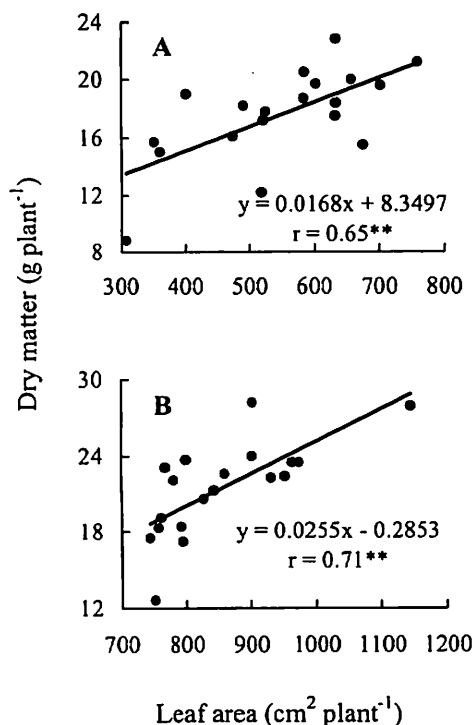 Dry matter (g plant⁻¹)
24
A
20
16
12
y = 0.0168x + 8.3497
r = 0.65**
8
300 400 500 600 700 800
30
B
24
18
y = 0.0255x - 0.2853
r = 0.71**
12
700 800 900 1000 1100 1200
Leaf area (cm² plant⁻¹)